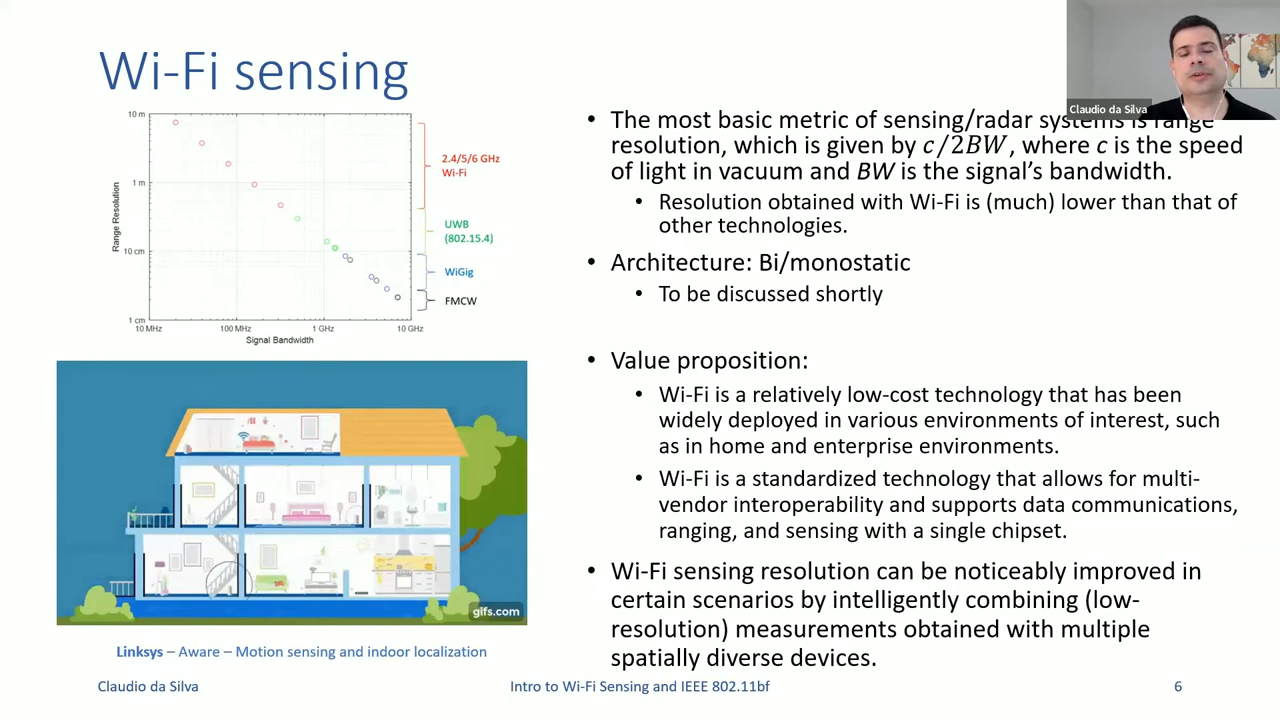 Wi-Fi sensing
Claudio da Silva
10 m
1 m
10 cm
1 cm
Range Resolution
10 MHz
100 MHz
1 GHz
10 GHz
Signal Bandwidth
2.4/5/6 GHz
Wi-Fi
UWB
(802.15.4)
WiGig
FMCW
gifs.com
Linksys – Aware – Motion sensing and indoor localization
• The most basic metric of sensing/radar systems is range
resolution, which is given by c/2BW, where c is the speed
of light in vacuum and BW is the signal's bandwidth.
• Resolution obtained with Wi-Fi is (much) lower than that of
other technologies.
• Architecture: Bi/monostatic
• To be discussed shortly
• Value proposition:
• Wi-Fi is a relatively low-cost technology that has been
widely deployed in various environments of interest, such
as in home and enterprise environments.
• Wi-Fi is a standardized technology that allows for multi-
vendor interoperability and supports data communications,
ranging, and sensing with a single chipset.
• Wi-Fi sensing resolution can be noticeably improved in
certain scenarios by intelligently combining (low-
resolution) measurements obtained with multiple
spatially diverse devices.
Claudio da Silva
Intro to Wi-Fi Sensing and IEEE 802.11bf
6